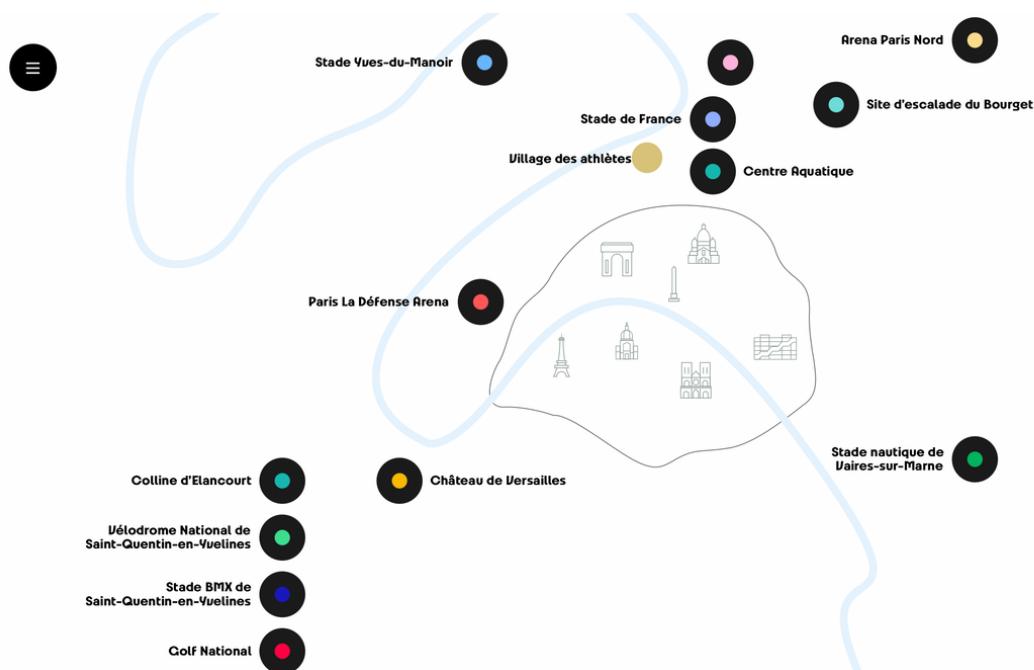 Arena Paris Nord
Stade Yves-du-Manoir
Site d'escalade du Bourget
Stade de France
Village des athlètes
Centre Aquatique
Paris La Défense Arena
Stade nautique de
Vaires-sur-Marne
Colline d'Elancourt
Château de Versailles
Vélodrome National de
Saint-Quentin-en-Yvelines
Stade BMX de
Saint-Quentin-en-Yvelines
Golf National